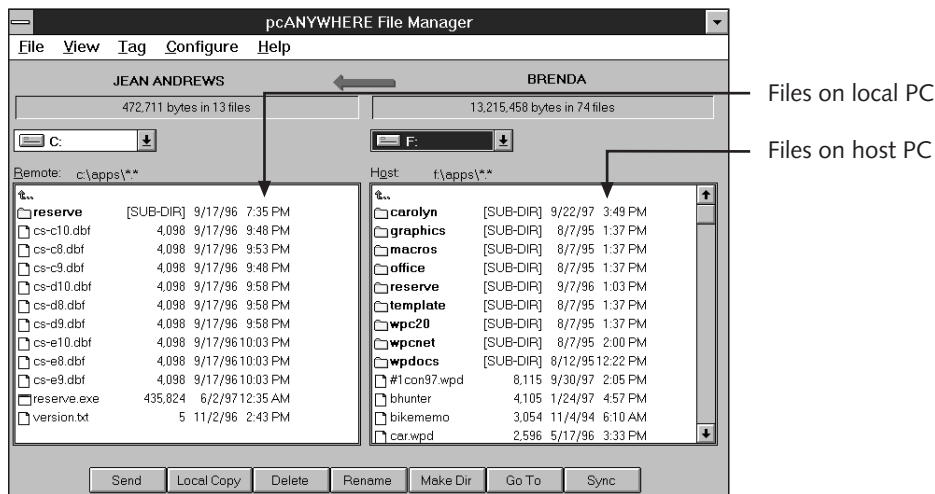 pcANYWHERE File Manager
File View Tag Configure Help
JEAN ANDREWS
472,711 bytes in 13 files
C:
Remote: c:\apps\*.*
reserve [SUB-DIR] 9/17/96 7:35 PM
cs-c10.dbf 4,098 9/17/96 9:48 PM
cs-c8.dbf 4,098 9/17/96 9:53 PM
cs-c9.dbf 4,098 9/17/96 9:48 PM
cs-d10.dbf 4,098 9/17/96 9:58 PM
cs-d8.dbf 4,098 9/17/96 9:58 PM
cs-d9.dbf 4,098 9/17/96 9:58 PM
cs-e10.dbf 4,098 9/17/96 10:03 PM
cs-e8.dbf 4,098 9/17/96 10:03 PM
cs-e9.dbf 4,098 9/17/96 10:03 PM
reserve.exe 435,824 6/2/97 12:35 AM
version.txt 5 11/2/96 2:43 PM
BRENDA
13,215,458 bytes in 74 files
F:
Host: f:\apps\*.*
carolyn [SUB-DIR] 9/22/97 3:49 PM
graphics [SUB-DIR] 8/7/95 1:37 PM
macros [SUB-DIR] 8/7/95 1:37 PM
office [SUB-DIR] 8/7/95 1:37 PM
reserve [SUB-DIR] 9/7/96 1:03 PM
template [SUB-DIR] 8/7/95 1:37 PM
wpc20 [SUB-DIR] 8/7/95 1:37 PM
wpcnet [SUB-DIR] 8/7/95 2:00 PM
wpdocs [SUB-DIR] 8/12/95 12:22 PM
#1con97.wpd 8,115 9/30/97 2:05 PM
bhunter 4,105 1/24/97 4:57 PM
bikememo 3,054 11/4/94 6:10 AM
car.wpd 2,596 5/17/96 3:33 PM
Send Local Copy Delete Rename Make Dir Go To Sync
Files on local PC
Files on host PC